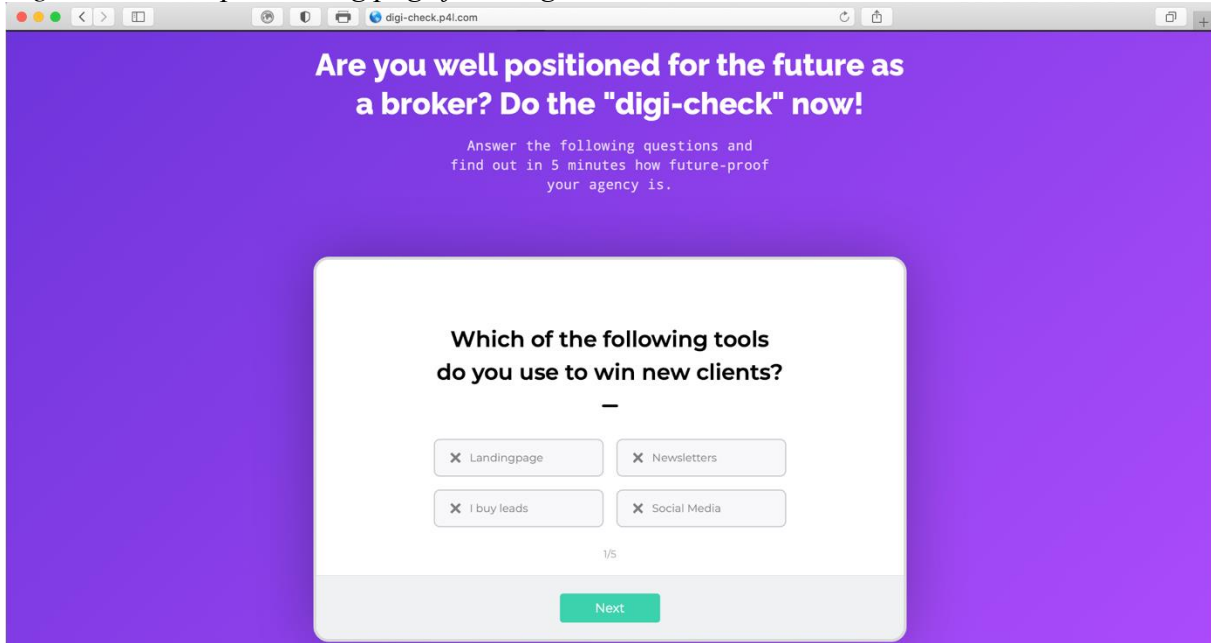 digi-check.p4l.com
Are you well positioned for the future as
a broker? Do the "digi-check" now!
Answer the following questions and
find out in 5 minutes how future-proof
your agency is.
Which of the following tools
do you use to win new clients?
Landingpage
Newsletters
I buy leads
Social Media
1/5
Next